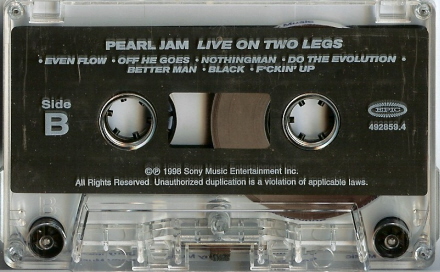 PEARL JAM LIVE ON TWO LEGS
• EVEN FLOW • OFF HE GOES • NOTHINGMAN • DO THE EVOLUTION •
BETTER MAN • BLACK • F*CKIN' UP
Side
B
EPIC
492859.4
©℗ 1998 Sony Music Entertainment Inc.
All Rights Reserved. Unauthorized duplication is a violation of applicable laws.